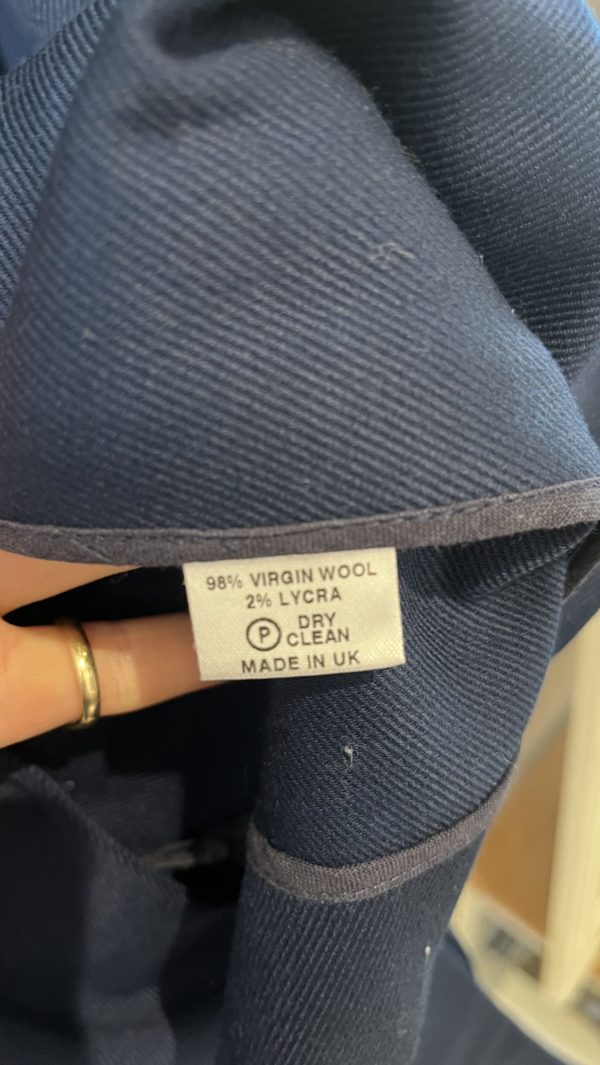 98% VIRGIN WOOL
2% LYCRA
P DRY
CLEAN
MADE IN UK